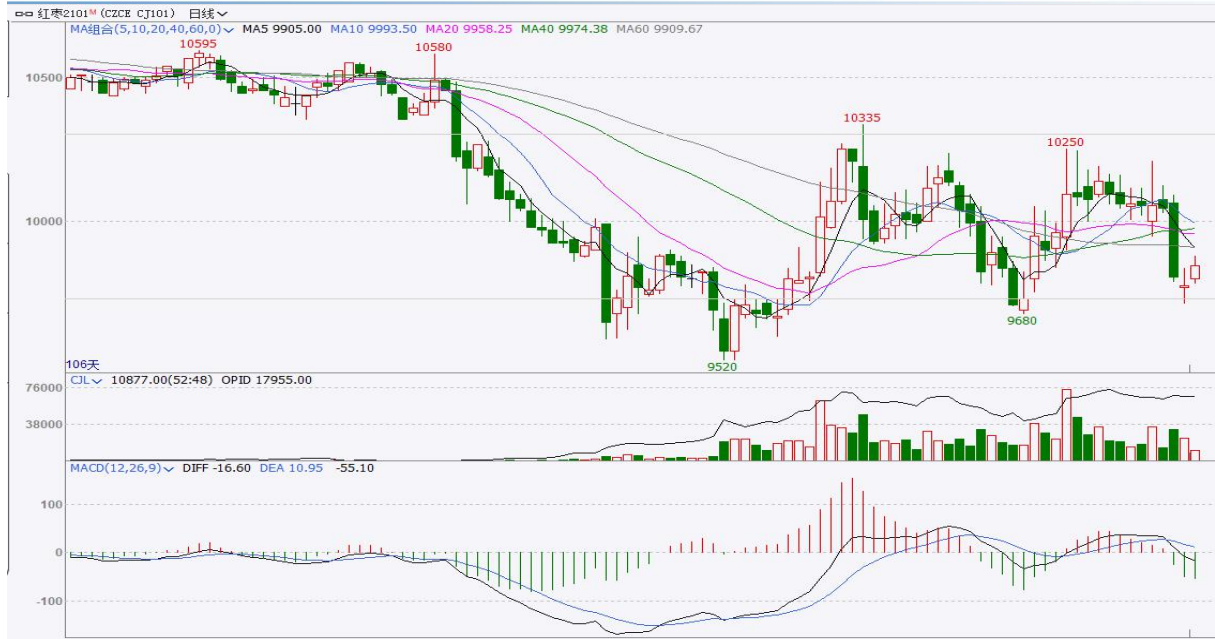 红枣2101ᴹ (CZCE CJ101) 日线
MA组合(5,10,20,40,60,0) MA5 9905.00 MA10 9993.50 MA20 9958.25 MA40 9974.38 MA60 9909.67
10595
10580
10500
10335
10250
10000
9680
9520
106天
CJL 10877.00(52:48) OPID 17955.00
76000
38000
MACD(12,26,9) DIFF -16.60 DEA 10.95 -55.10
100
0
-100